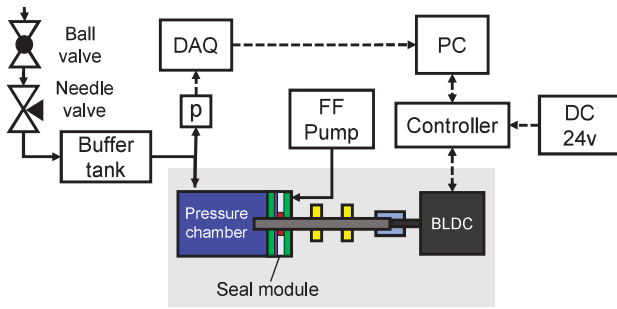 Ball
valve
DAQ
PC
Needle
valve
p
FF
Pump
Controller
DC
24v
Buffer
tank
Pressure
chamber
BLDC
Seal module